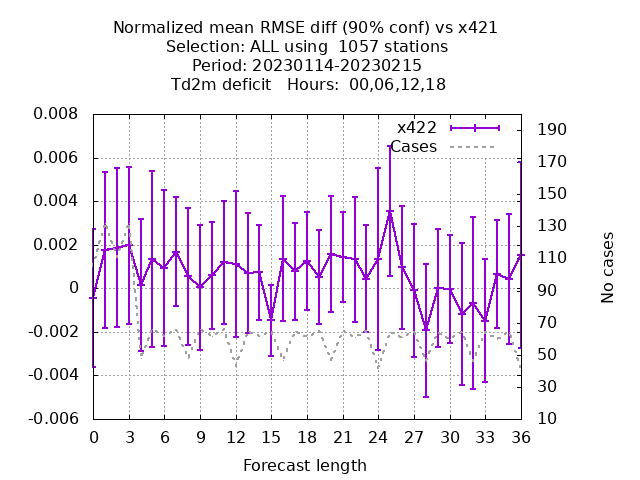 Normalized mean RMSE diff (90% conf) vs x421
Selection: ALL using  1057 stations
Period: 20230114-20230215
Td2m deficit   Hours:  00,06,12,18
x422
Cases
0.008
0.006
0.004
0.002
0
-0.002
-0.004
-0.006
190
170
150
130
110
90
70
50
30
10
No cases
0 3 6 9 12 15 18 21 24 27 30 33 36
Forecast length